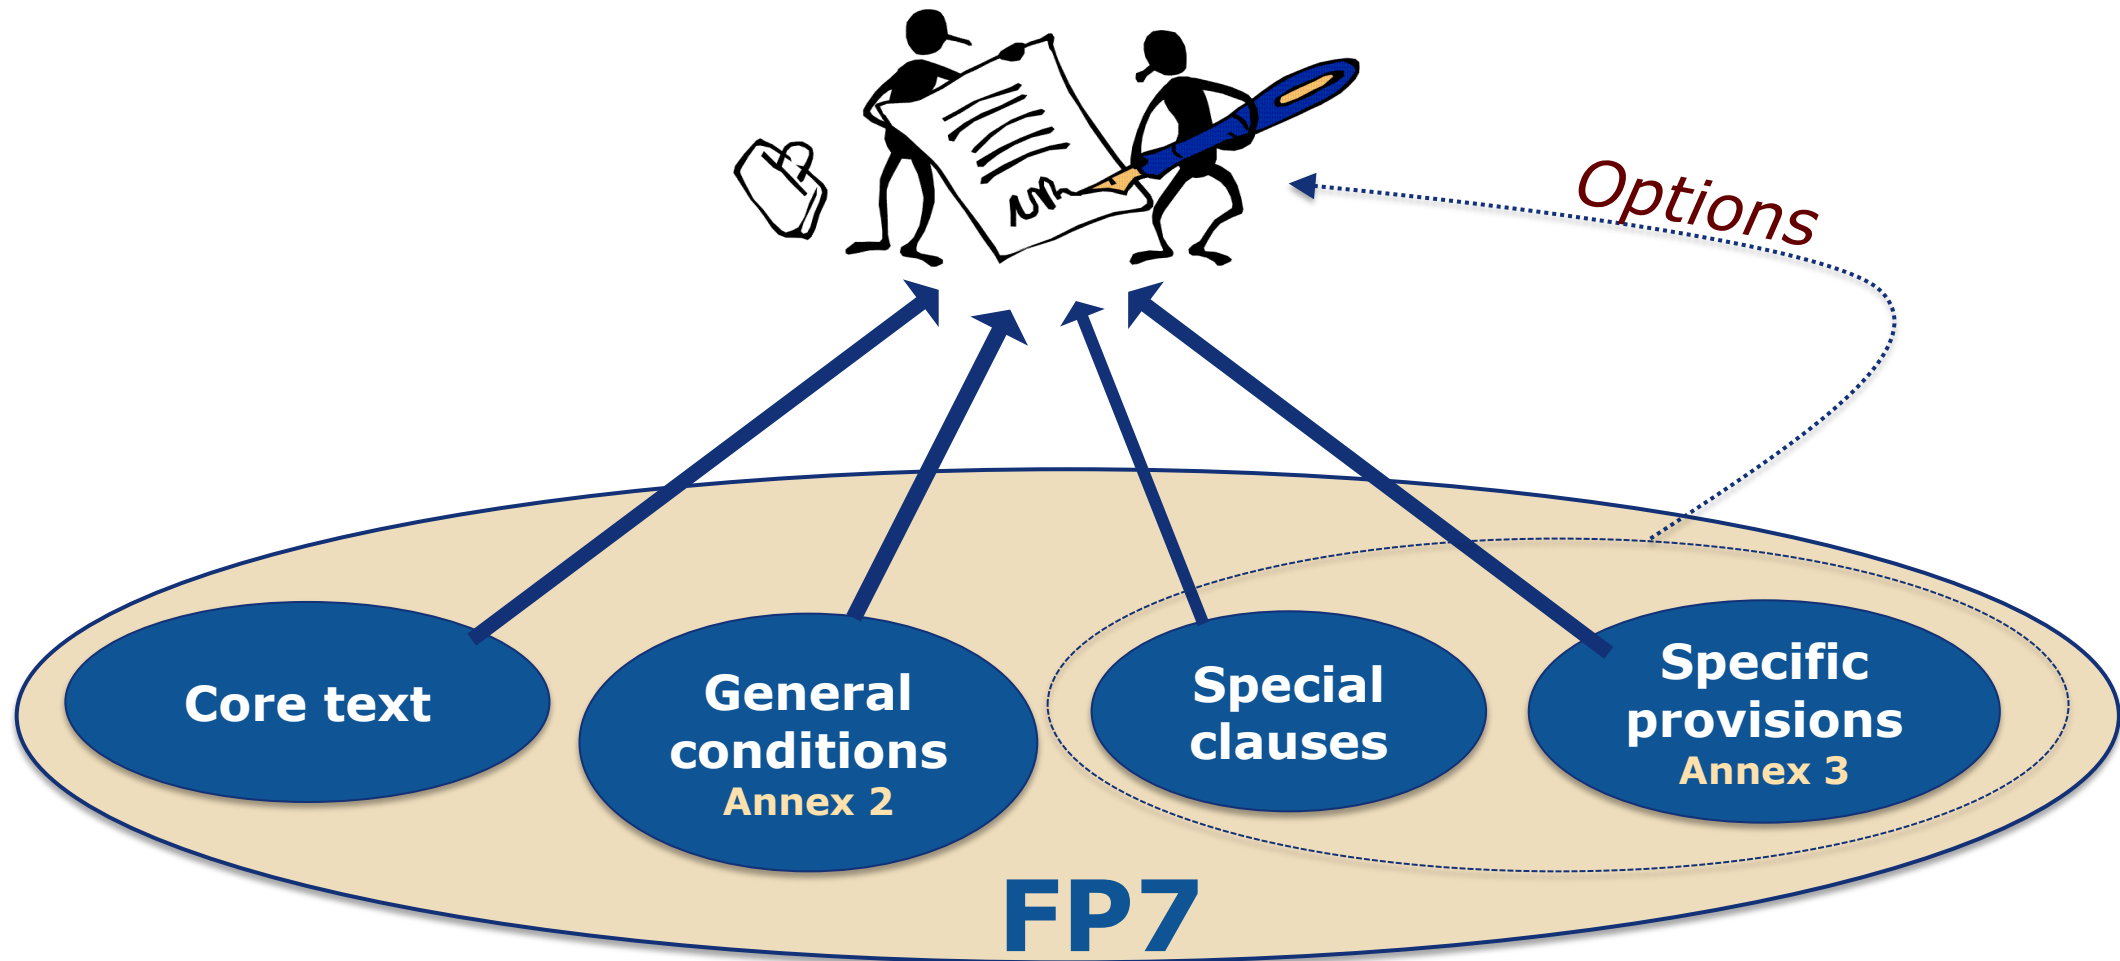 Options
Core text
General
conditions
Annex 2
Special
clauses
Specific
provisions
Annex 3
FP7